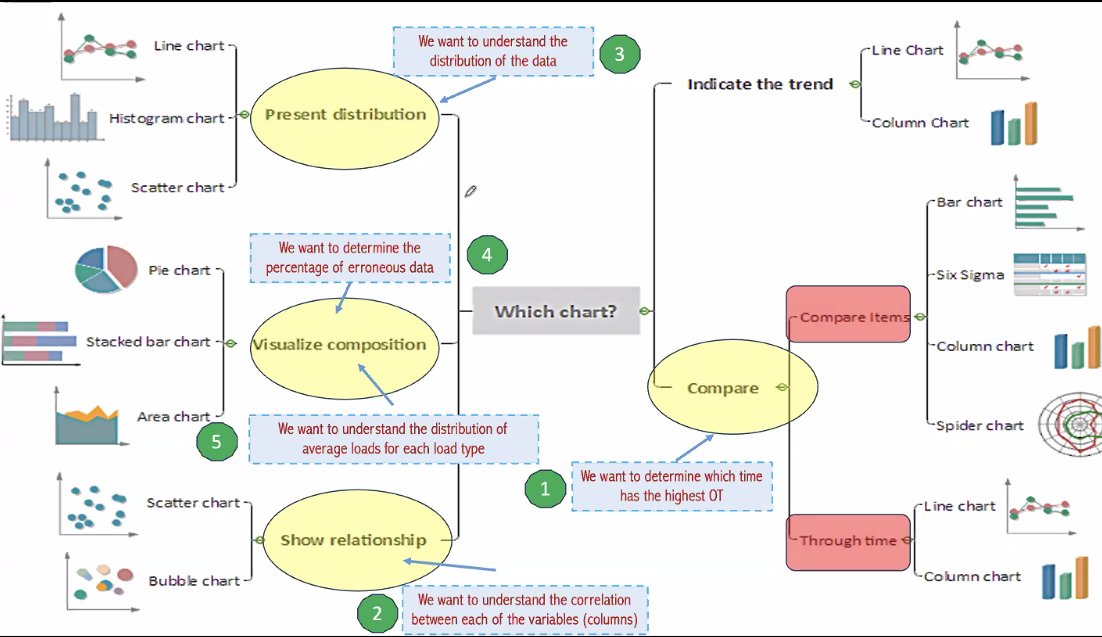 Line chart
Histogram chart
Scatter chart
Present distribution
We want to understand the
distribution of the data
3
Pie chart
Stacked bar chart
Area chart
Visualize composition
We want to determine the
percentage of erroneous data
4
We want to understand the distribution of
average loads for each load type
5
Scatter chart
Bubble chart
Show relationship
We want to understand the correlation
between each of the variables (columns)
2
Which chart?
Indicate the trend
Line Chart
Column Chart
Compare
We want to determine which time
has the highest OT
1
Compare Items
Bar chart
Six Sigma
Column chart
Spider chart
Through time
Line chart
Column chart